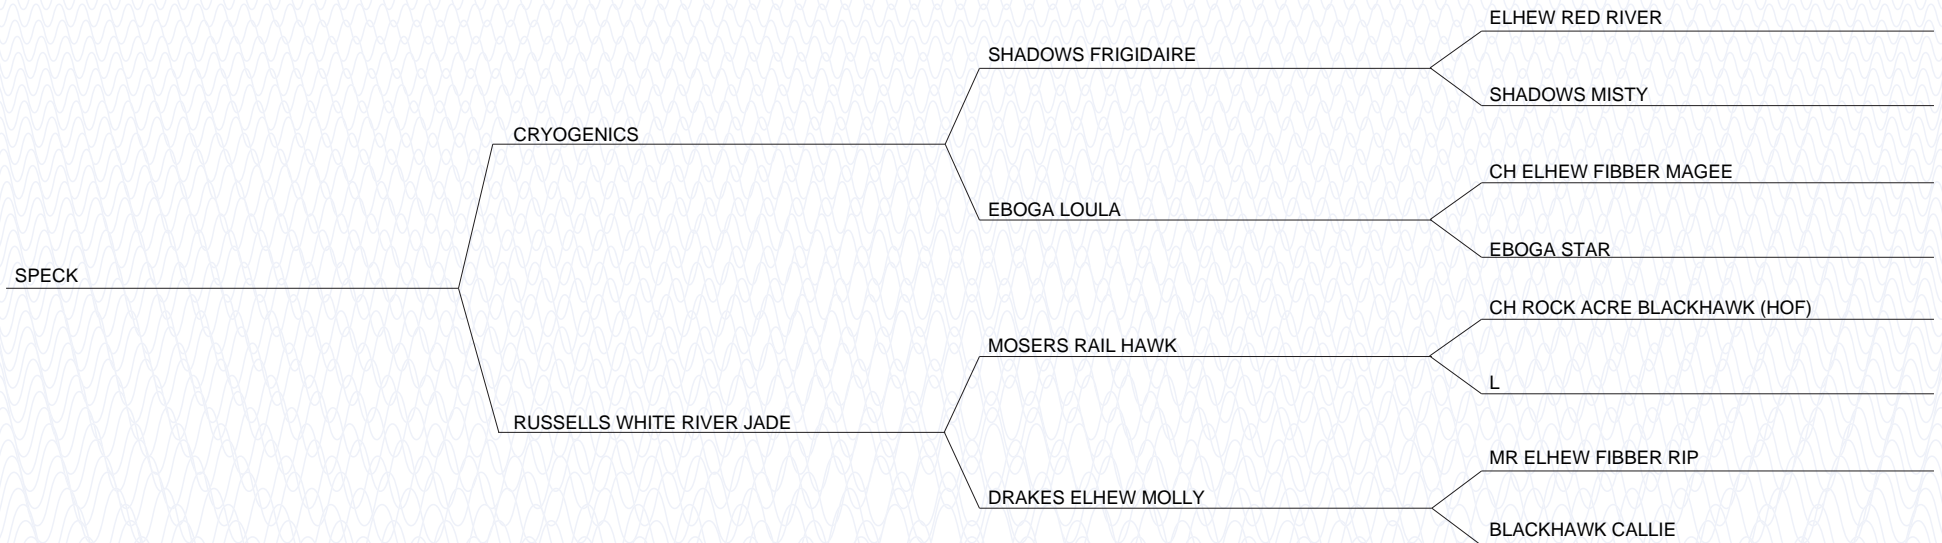 ELHEW RED RIVER
SHADOWS FRIGIDAIRE
SHADOWS MISTY
CRYOGENICS
CH ELHEW FIBBER MAGEE
EBOGA LOULA
EBOGA STAR
SPECK
CH ROCK ACRE BLACKHAWK (HOF)
MOSERS RAIL HAWK
L
RUSSELLS WHITE RIVER JADE
MR ELHEW FIBBER RIP
DRAKES ELHEW MOLLY
BLACKHAWK CALLIE